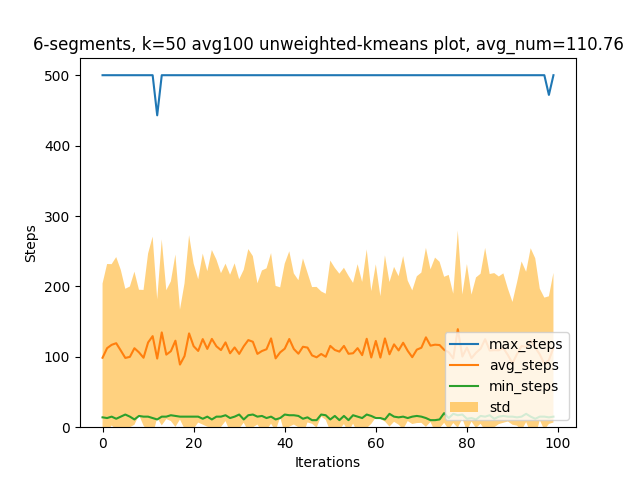 6-segments, k=50 avg100 unweighted-kmeans plot, avg_num=110.76
500
400
300
200
100
0
Steps
max_steps
avg_steps
min_steps
std
0 20 40 60 80 100
Iterations